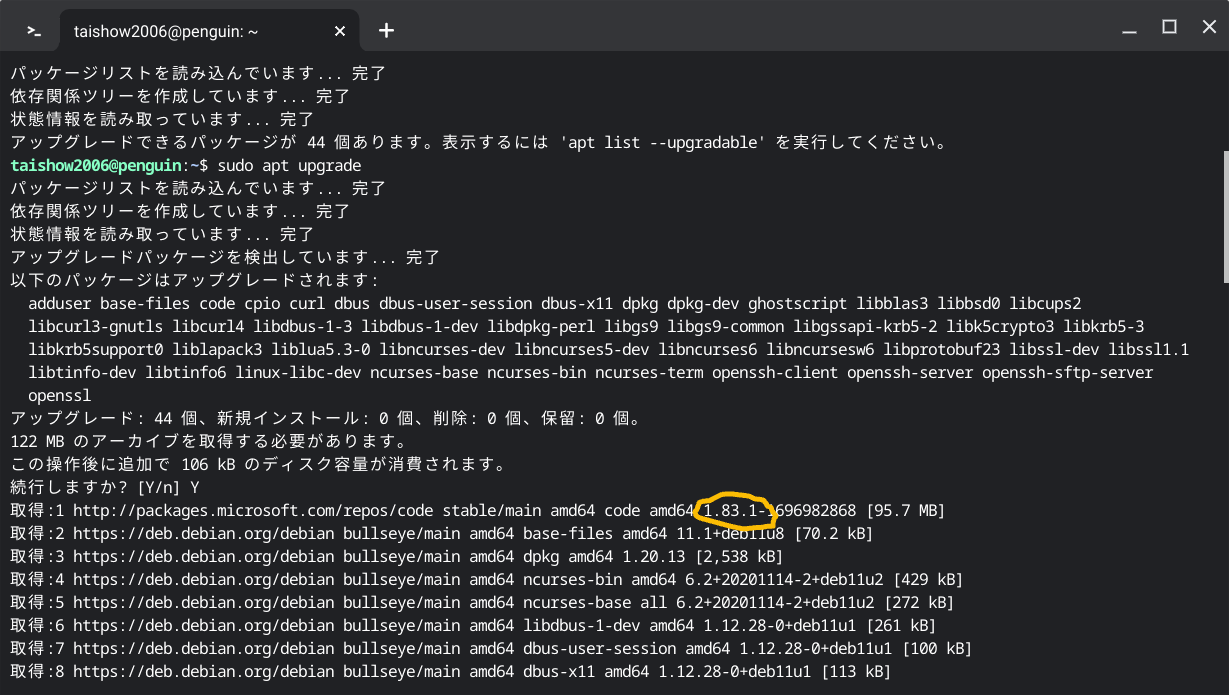 taishow2006@penguin: ~
パッケージリストを読み込んでいます... 完了
依存関係ツリーを作成しています... 完了
状態情報を読み取っています... 完了
アップグレードできるパッケージが 44 個あります。表示するには 'apt list --upgradable' を実行してください。
taishow2006@penguin:~$ sudo apt upgrade
パッケージリストを読み込んでいます... 完了
依存関係ツリーを作成しています... 完了
状態情報を読み取っています... 完了
アップグレードパッケージを検出しています... 完了
以下のパッケージはアップグレードされます:
adduser base-files code cpio curl dbus dbus-user-session dbus-x11 dpkg dpkg-dev ghostscript libblas3 libbsd0 libcups2
libcurl3-gnutls libcurl4 libdbus-1-3 libdbus-1-dev libdpkg-perl libgs9 libgs9-common libgssapi-krb5-2 libk5crypto3 libkrb5-3
libkrb5support0 liblapack3 liblua5.3-0 libncurses-dev libncurses5-dev libncurses6 libncursesw6 libprotobuf23 libssl-dev libssl1.1
libtinfo-dev libtinfo6 linux-libc-dev ncurses-base ncurses-bin ncurses-term openssh-client openssh-server openssh-sftp-server
openssl
アップグレード: 44 個、新規インストール: 0 個、削除: 0 個、保留: 0 個。
122 MB のアーカイブを取得する必要があります。
この操作後に追加で 106 kB のディスク容量が消費されます。
続行しますか? [Y/n] Y
取得:1 http://packages.microsoft.com/repos/code stable/main amd64 code amd64 1.83.1-1696982868 [95.7 MB]
取得:2 https://deb.debian.org/debian bullseye/main amd64 base-files amd64 11.1+deb11u8 [70.2 kB]
取得:3 https://deb.debian.org/debian bullseye/main amd64 dpkg amd64 1.20.13 [2,538 kB]
取得:4 https://deb.debian.org/debian bullseye/main amd64 ncurses-bin amd64 6.2+20201114-2+deb11u2 [429 kB]
取得:5 https://deb.debian.org/debian bullseye/main amd64 ncurses-base all 6.2+20201114-2+deb11u2 [272 kB]
取得:6 https://deb.debian.org/debian bullseye/main amd64 libdbus-1-dev amd64 1.12.28-0+deb11u1 [261 kB]
取得:7 https://deb.debian.org/debian bullseye/main amd64 dbus-user-session amd64 1.12.28-0+deb11u1 [100 kB]
取得:8 https://deb.debian.org/debian bullseye/main amd64 dbus-x11 amd64 1.12.28-0+deb11u1 [113 kB]